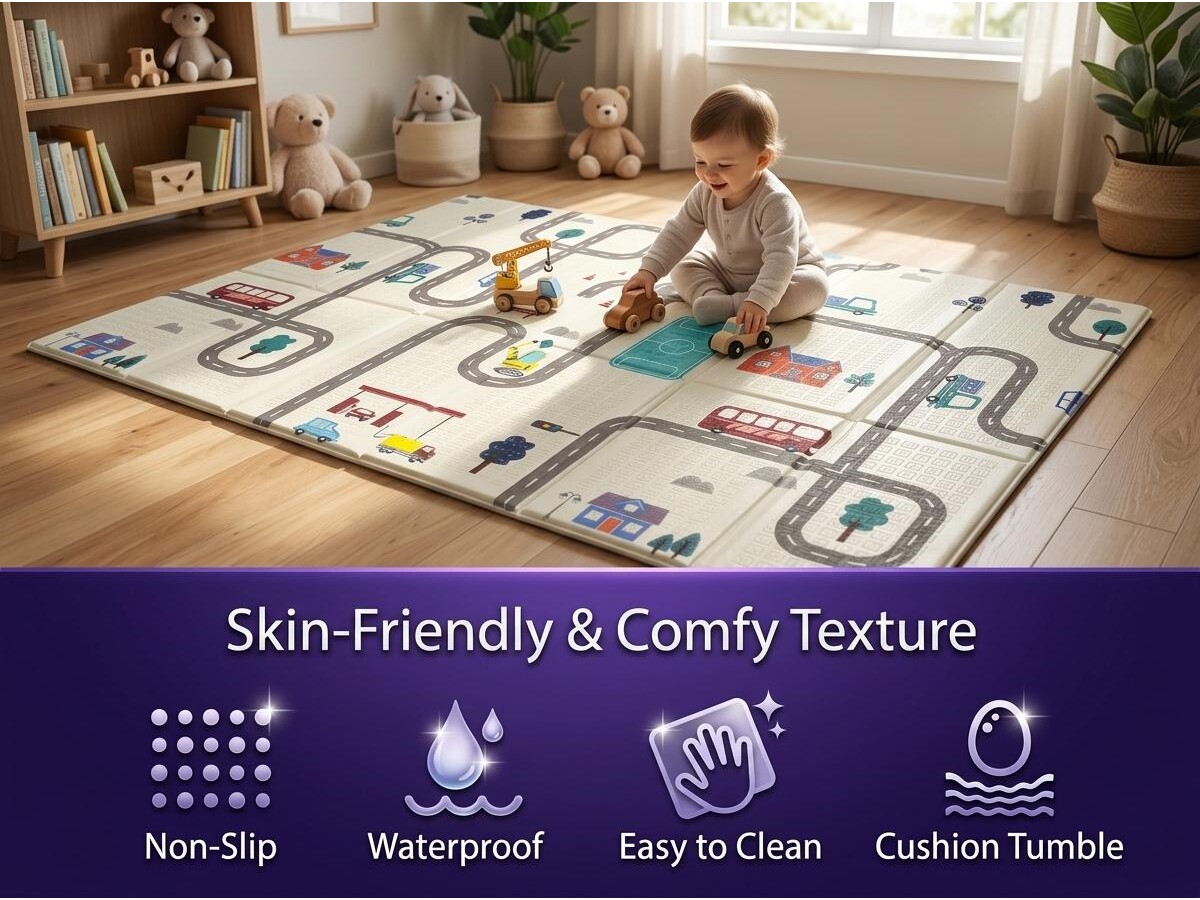 Skin-Friendly & Comfy Texture
Non-Slip
Waterproof
Easy to Clean
Cushion Tumble